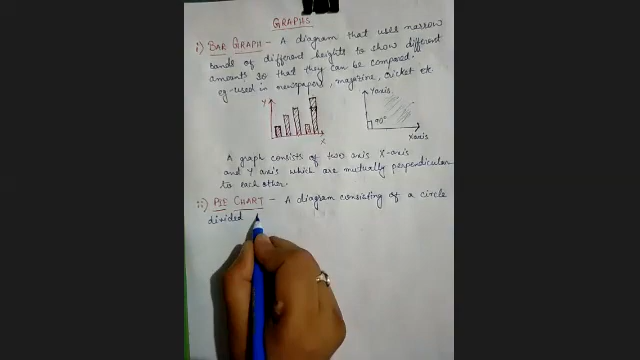 GRAPHS
i) BAR GRAPH - A diagram that uses narrow
bands of different heights to show different
amounts so that they can be compared.
eg - used in newspapers, magazine, cricket etc
Y
X
Y axis
90°
X axis
A graph consists of two axis X-axis
and Y axis which are mutually perpendicular
to each other.
ii) PIE CHART - A diagram consisting of a circle
divided